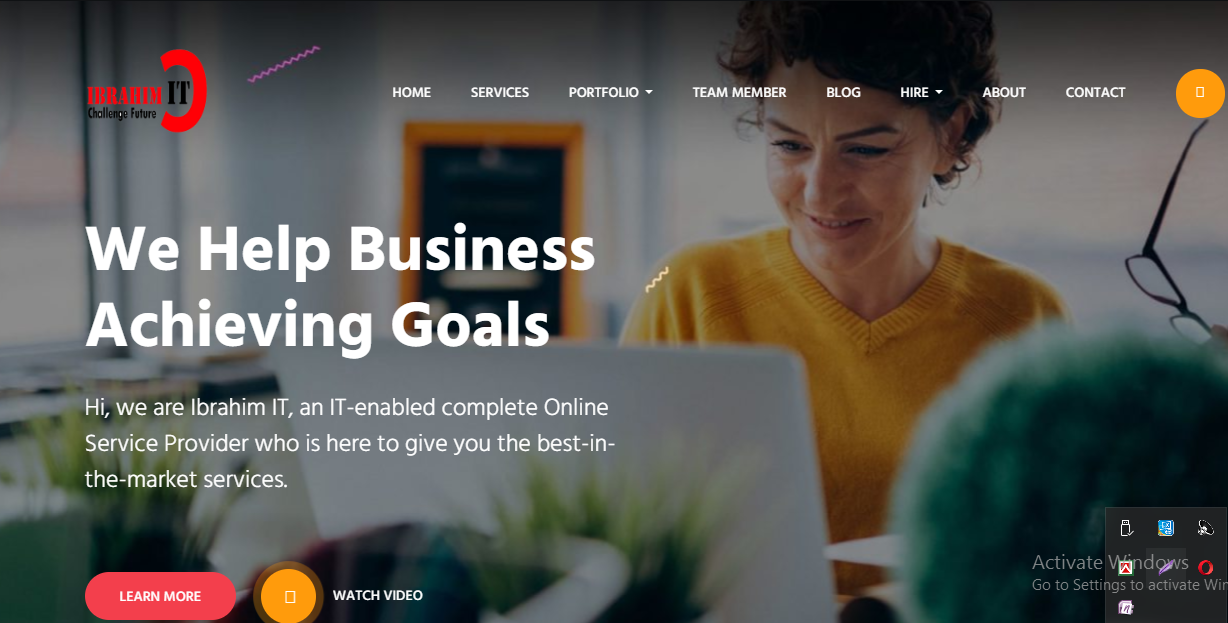 IBRAHIM IT
Challenge Future
HOME SERVICES PORTFOLIO TEAM MEMBER BLOG HIRE ABOUT CONTACT
We Help Business
Achieving Goals
Hi, we are Ibrahim IT, an IT-enabled complete Online
Service Provider who is here to give you the best-in-
the-market services.
LEARN MORE WATCH VIDEO
Activate Windows
Go to Settings to activate Win